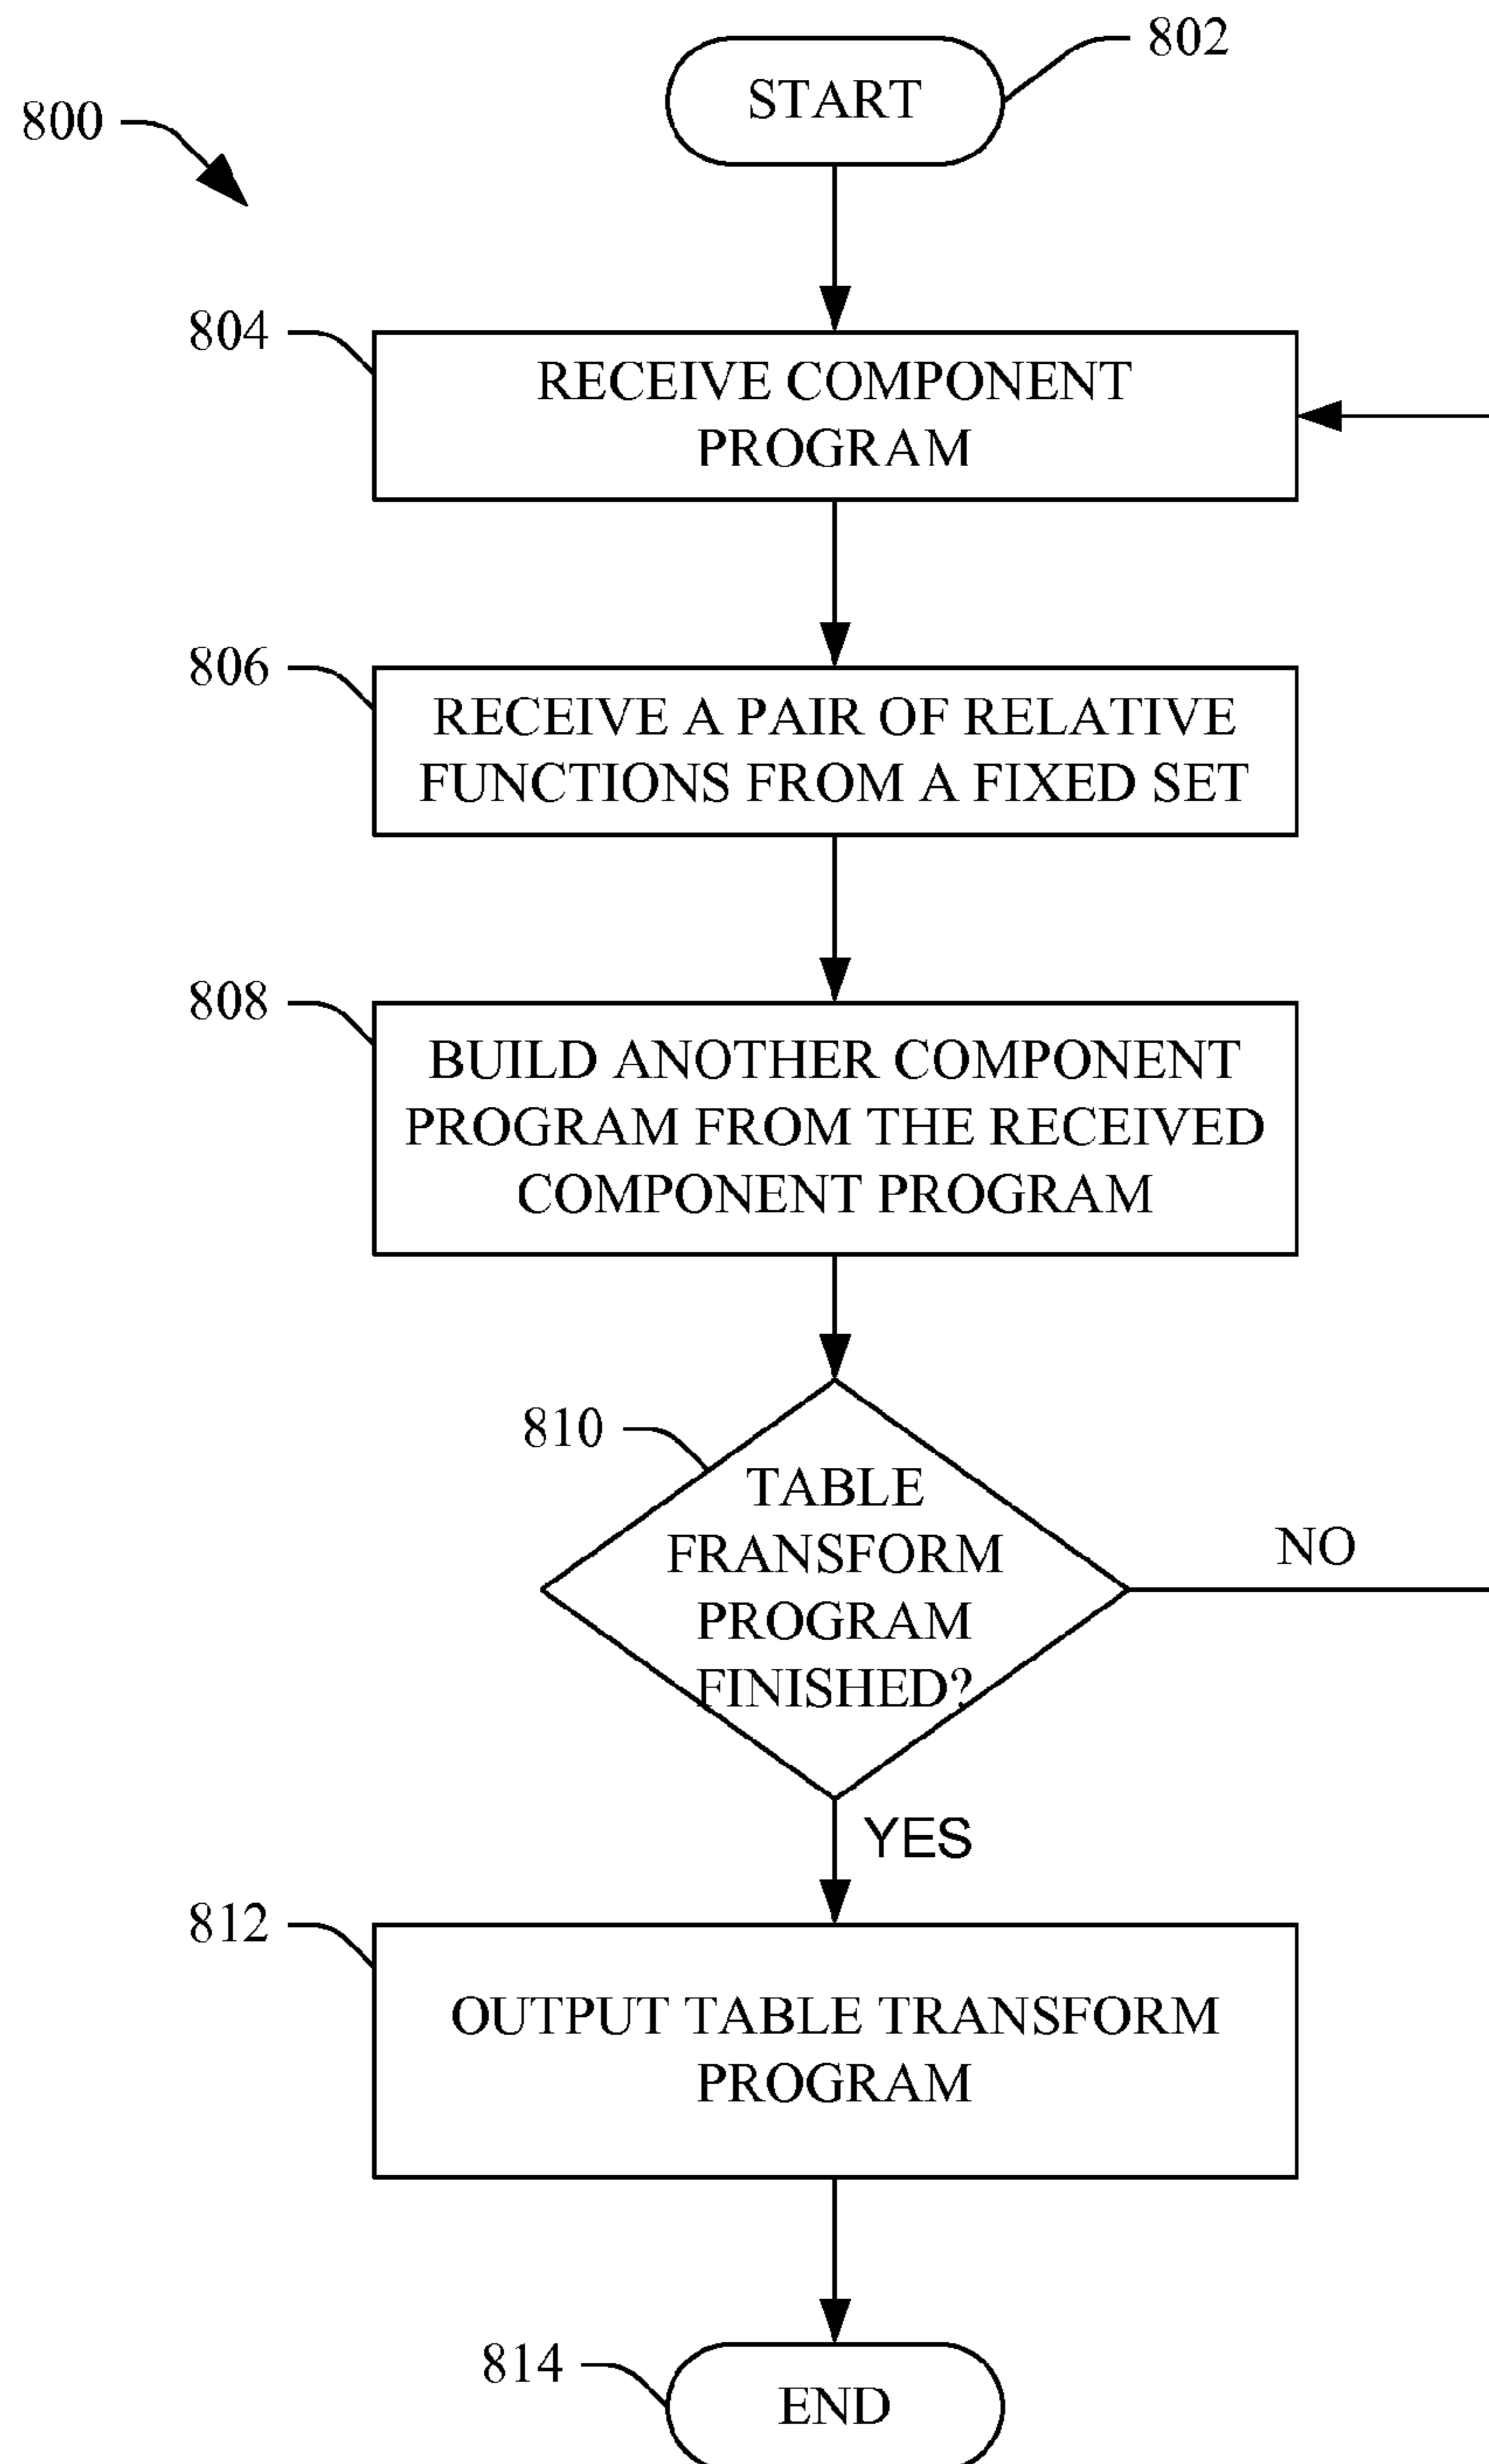 802
START
800
804
RECEIVE COMPONENT
PROGRAM
806
RECEIVE A PAIR OF RELATIVE
FUNCTIONS FROM A FIXED SET
808
BUILD ANOTHER COMPONENT
PROGRAM FROM THE RECEIVED
COMPONENT PROGRAM
810
TABLE
FRANSFORM
PROGRAM
FINISHED?
NO
YES
812
OUTPUT TABLE TRANSFORM
PROGRAM
814
END